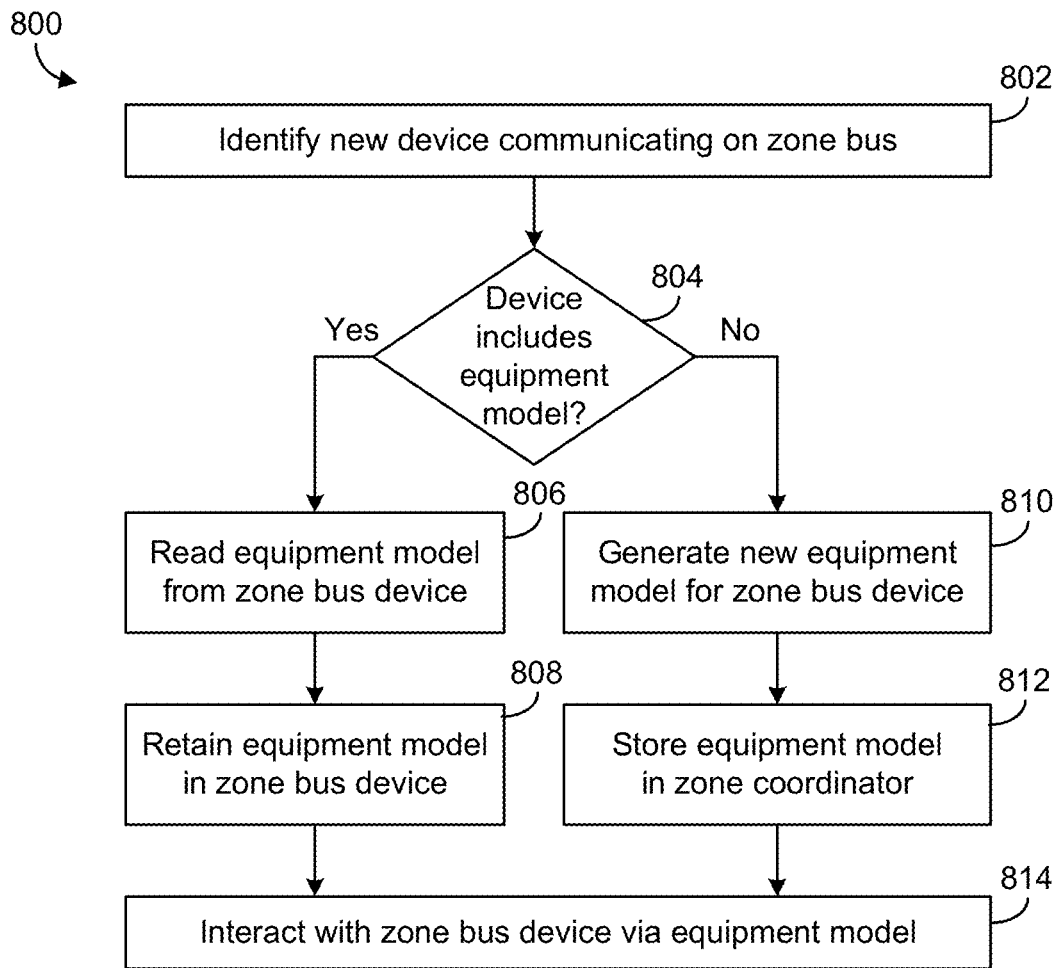 800
802
Identify new device communicating on zone bus
804
Device
includes
equipment
model?
Yes
No
806
Read equipment model
from zone bus device
810
Generate new equipment
model for zone bus device
808
Retain equipment model
in zone bus device
812
Store equipment model
in zone coordinator
814
Interact with zone bus device via equipment model